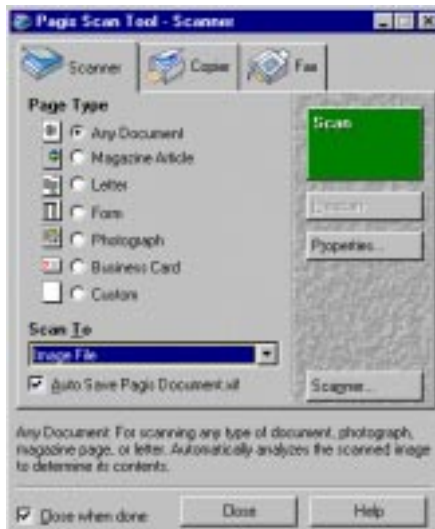 Pagis Scan Tool - Scanner
Scanner Copier Fax
Page Type
Any Document
Magazine Article
Letter
Form
Photograph
Business Card
Custom
Scan
Properties...
Scan To
Image File
Auto Save Pagis Document.xif
Scanner...
Any Document: For scanning any type of document, photograph,
magazine page, or letter. Automatically analyzes the scanned image
to determine its contents.
Close when done
Close
Help